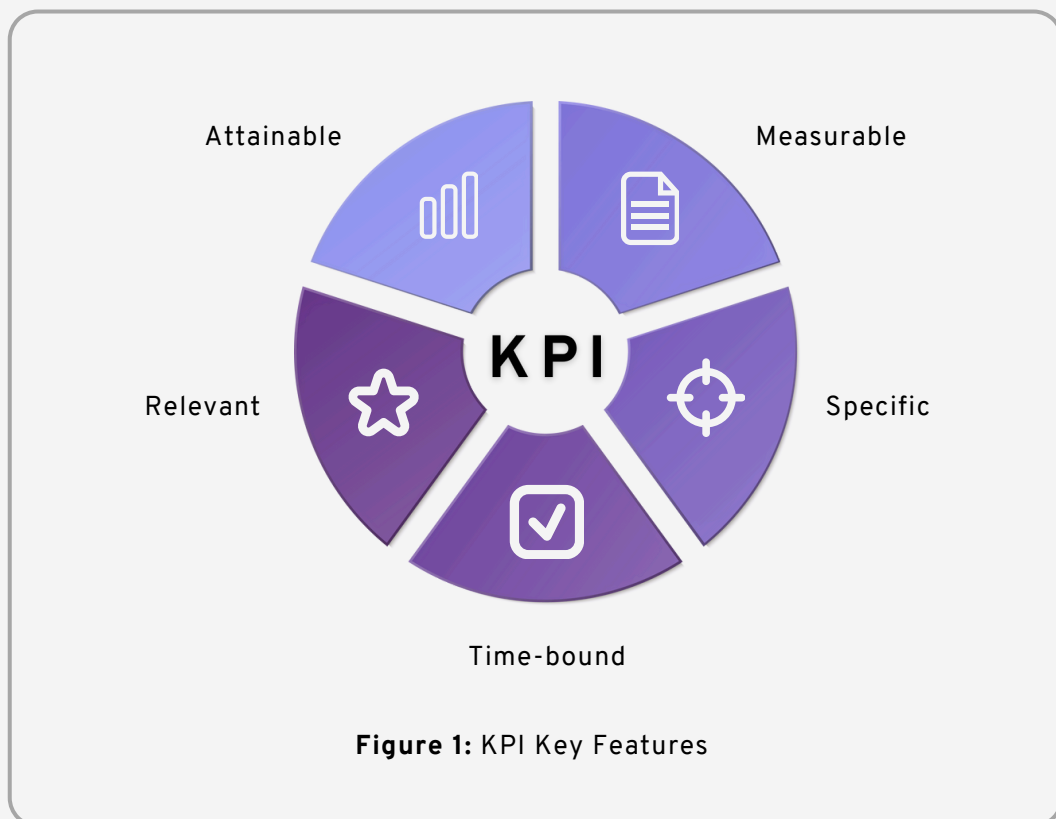 Attainable
Measurable
KPI
Relevant
Specific
Time-bound
Figure 1: KPI Key Features